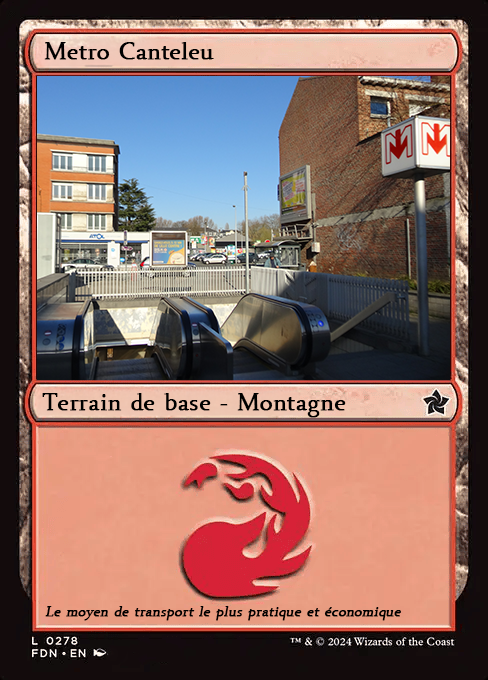 Metro Canteleu
M M
ATOL
Terrain de base - Montagne
Le moyen de transport le plus pratique et économique
L 0278
FDN • EN
™ & © 2024 Wizards of the Coast